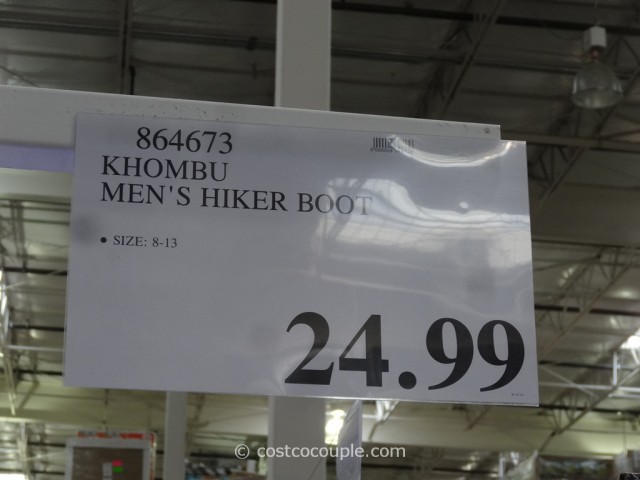 864673
KHOMBU
MEN'S HIKER BOOT
• SIZE: 8-13
24.99
© costcocouple.com